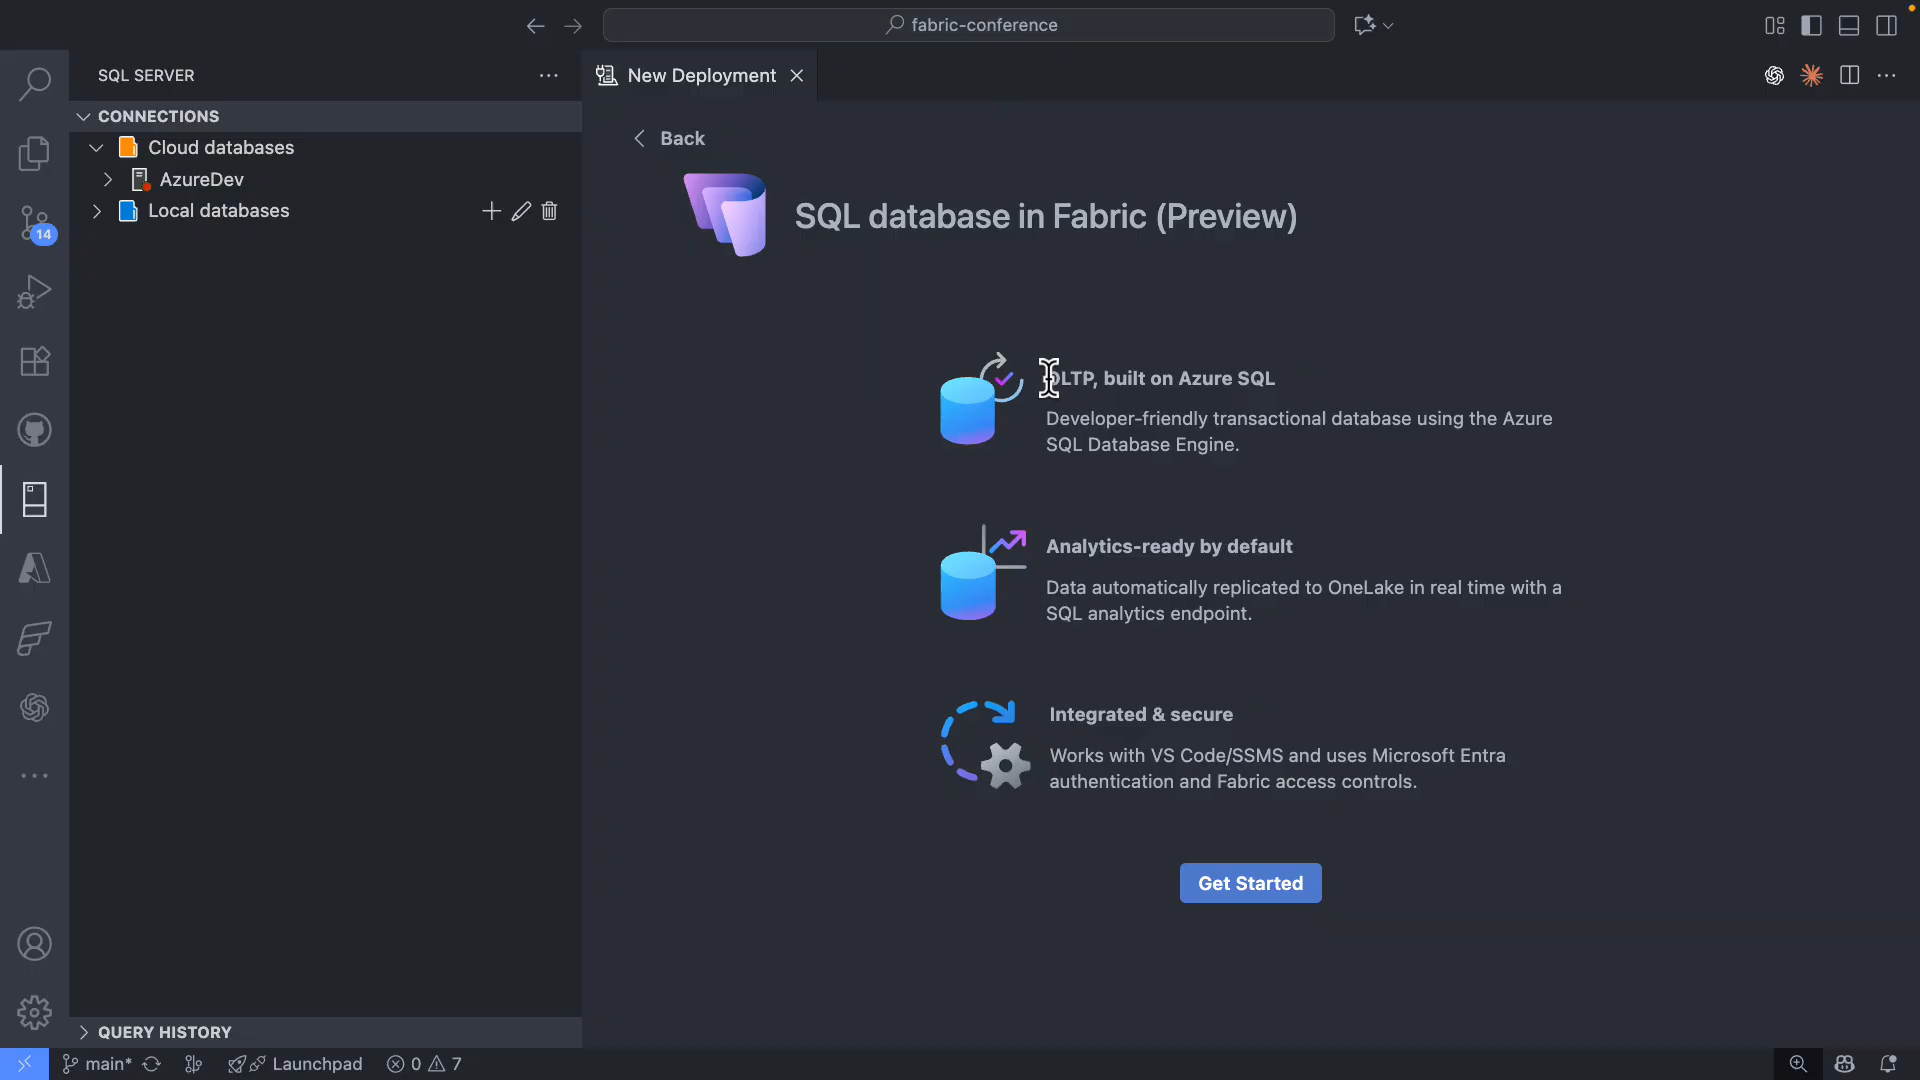 fabric-conference
SQL SERVER
New Deployment
CONNECTIONS
Cloud databases
AzureDev
Local databases
14
Back
SQL database in Fabric (Preview)
OLTP, built on Azure SQL
Developer-friendly transactional database using the Azure
SQL Database Engine.
Analytics-ready by default
Data automatically replicated to OneLake in real time with a
SQL analytics endpoint.
Integrated & secure
Works with VS Code/SSMS and uses Microsoft Entra
authentication and Fabric access controls.
Get Started
QUERY HISTORY
main*
Launchpad
0
7